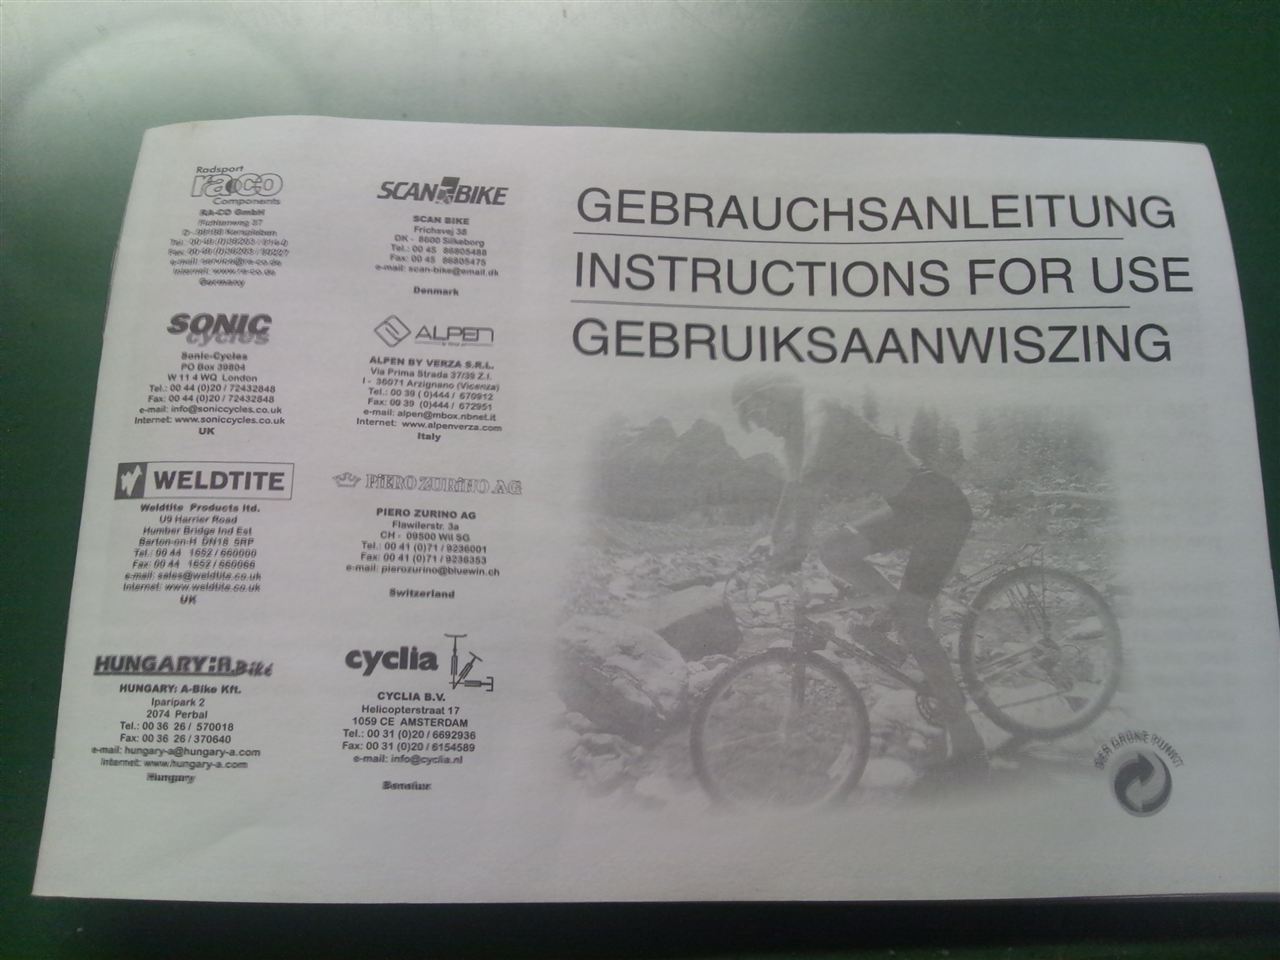 Radsport
ra-co
Components
RA-CO GmbH
Germany
SCAN BIKE
SCAN BIKE
Frichsvej 38
DK - 8600 Silkeborg
Tel.: 00 45 86805488
Fax: 00 45 86805475
e-mail: scan-bike@email.dk
Denmark
SONIC
cycles
Sonic-Cycles
PO Box 39804
W 11 4 WQ London
Tel.: 00 44 (0)20 / 72432848
Fax: 00 44 (0)20 / 72432848
e-mail: info@soniccycles.co.uk
Internet: www.soniccycles.co.uk
UK
ALPEN
ALPEN BY VERZA S.R.L.
Via Prima Strada 37/39 Z.I.
I - 36071 Arzignano (Vicenza)
Tel.: 00 39 (0)444 / 670912
Fax: 00 39 (0)444 / 672951
e-mail: alpen@mbox.nbnet.it
Internet: www.alpenverza.com
Italy
WELDTITE
Weldtite Products ltd.
U9 Harrier Road
Humber Bridge Ind Est
Barton-on-H DN18 5RP
Tel.: 00 44 1652 / 660000
Fax: 00 44 1652 / 660066
e-mail: sales@weldtite.co.uk
Internet: www.weldtite.co.uk
UK
PiERO ZURiNO AG
PIERO ZURINO AG
Flawilerstr. 3a
CH - 09500 Wil SG
Tel.: 00 41 (0)71 / 9236001
Fax: 00 41 (0)71 / 9236353
e-mail: pierozurino@bluewin.ch
Switzerland
HUNGARY:A.Bike
HUNGARY: A-Bike Kft.
Iparipark 2
2074 Perbal
Tel.: 00 36 26 / 570018
Fax: 00 36 26 / 370640
e-mail: hungary-a@hungary-a.com
Internet: www.hungary-a.com
Hungary
cyclia
CYCLIA B.V.
Helicopterstraat 17
1059 CE AMSTERDAM
Tel.: 00 31 (0)20 / 6692936
Fax: 00 31 (0)20 / 6154589
e-mail: info@cyclia.nl
Benelux
GEBRAUCHSANLEITUNG
INSTRUCTIONS FOR USE
GEBRUIKSAANWISZING
DER GRÜNE PUNKT